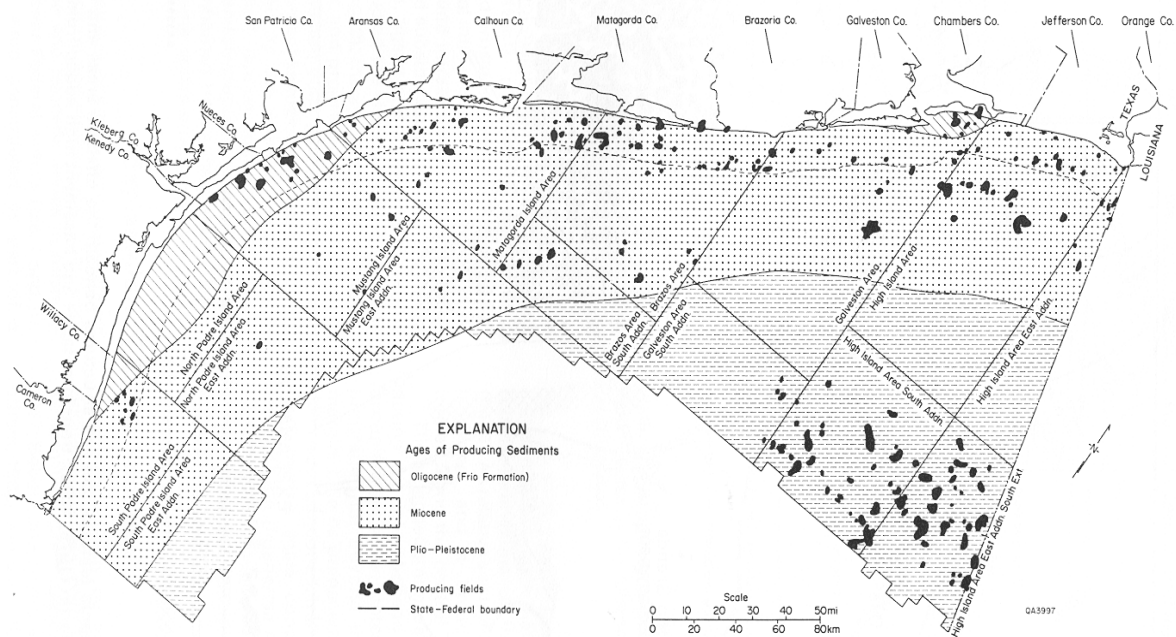 San Patricio Co.
Aransas Co.
Calhoun Co.
Matagorda Co.
Brazoria Co.
Galveston Co.
Chambers Co.
Jefferson Co.
Orange Co.
Nueces Co.
Kleberg Co.
Kenedy Co.
TEXAS
LOUISIANA
Willacy Co.
Cameron Co.
North Padre Island Area
North Padre Island Area
East Addn.
Mustang Island Area
Mustang Island Area
East Addn.
Matagorda Island Area
Brazos Area
Brazos Area
South Addn.
Galveston Area
South Addn.
Galveston Area
High Island Area
High Island Area South Addn.
High Island Area East Addn.
High Island Area East Addn. South Ext
South Padre Island Area
South Padre Island Area
East Addn.
N
EXPLANATION
Ages of Producing Sediments
Oligocene (Frio Formation)
Miocene
Plio-Pleistocene
Producing fields
State-Federal boundary
Scale
0 10 20 30 40 50mi
0 20 40 60 80km
QA3997